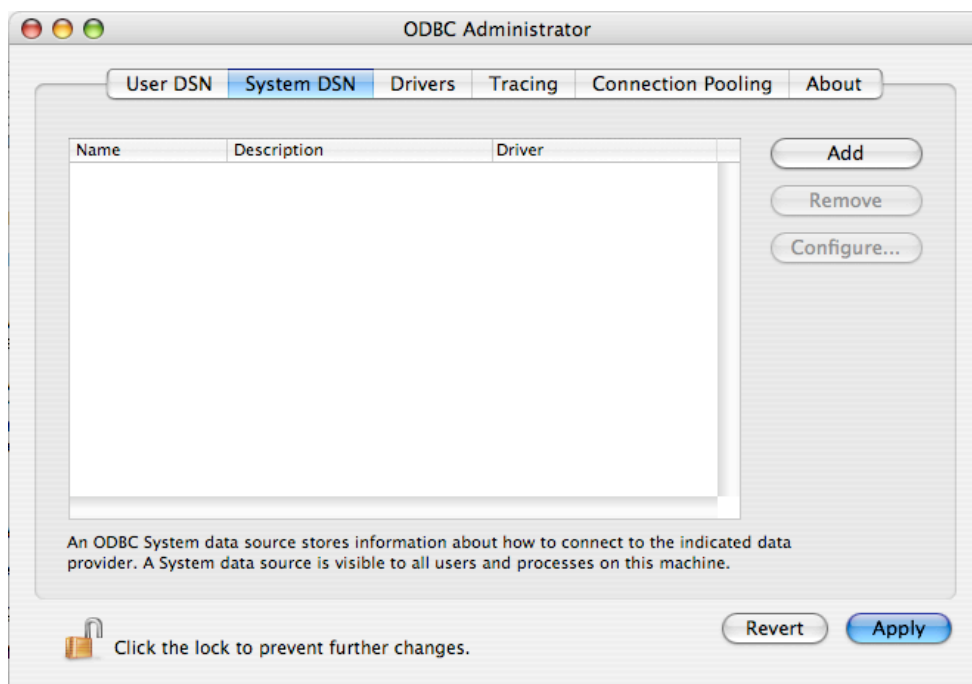 ODBC Administrator
User DSN System DSN Drivers Tracing Connection Pooling About
Name Description Driver
Add
Remove
Configure...
An ODBC System data source stores information about how to connect to the indicated data
provider. A System data source is visible to all users and processes on this machine.
Click the lock to prevent further changes.
Revert Apply